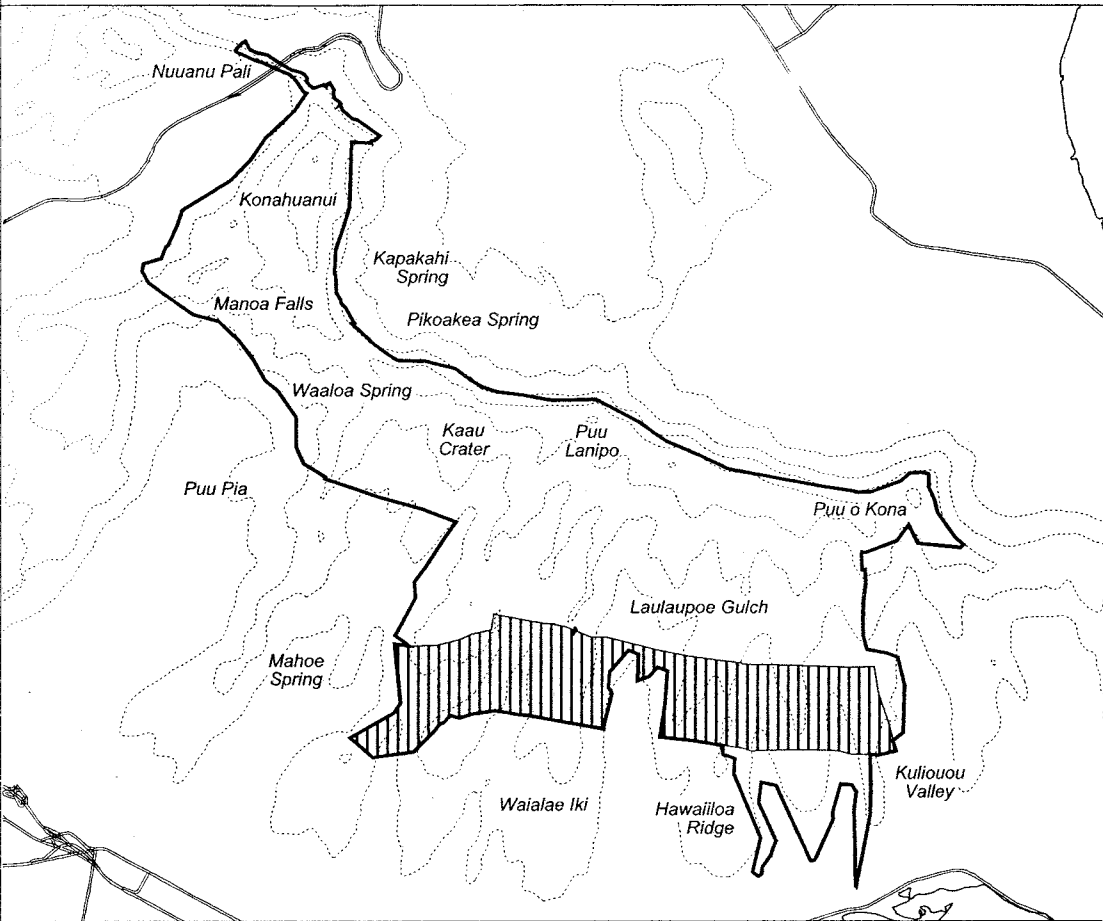 Nuuanu Pali
Konahuanui
Kapakahi
Spring
Manoa Falls
Pikoakea Spring
Waaloa Spring
Kaau
Crater
Puu
Lanipo
Puu Pia
Puu o Kona
Laulaupoe Gulch
Mahoe
Spring
Waialae Iki
Hawaiiloa
Ridge
Kuliouou
Valley